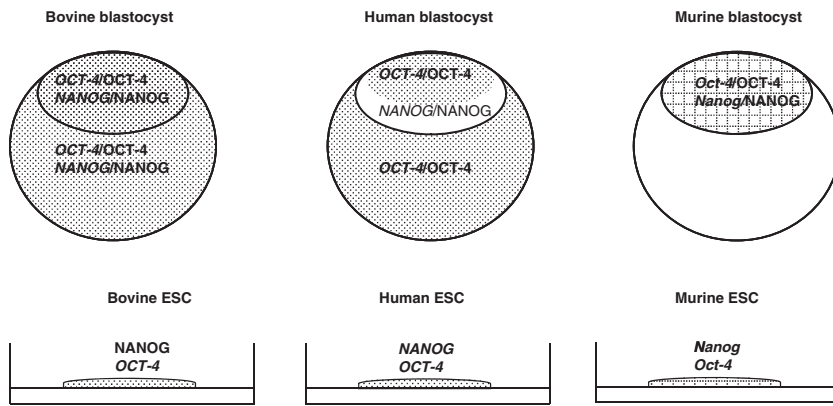 Bovine blastocyst
Human blastocyst
Murine blastocyst
OCT-4/OCT-4
NANOG/NANOG
OCT-4/OCT-4
NANOG/NANOG
OCT-4/OCT-4
NANOG/NANOG
OCT-4/OCT-4
Oct-4/OCT-4
Nanog/NANOG
Bovine ESC
Human ESC
Murine ESC
NANOG
OCT-4
NANOG
OCT-4
Nanog
Oct-4